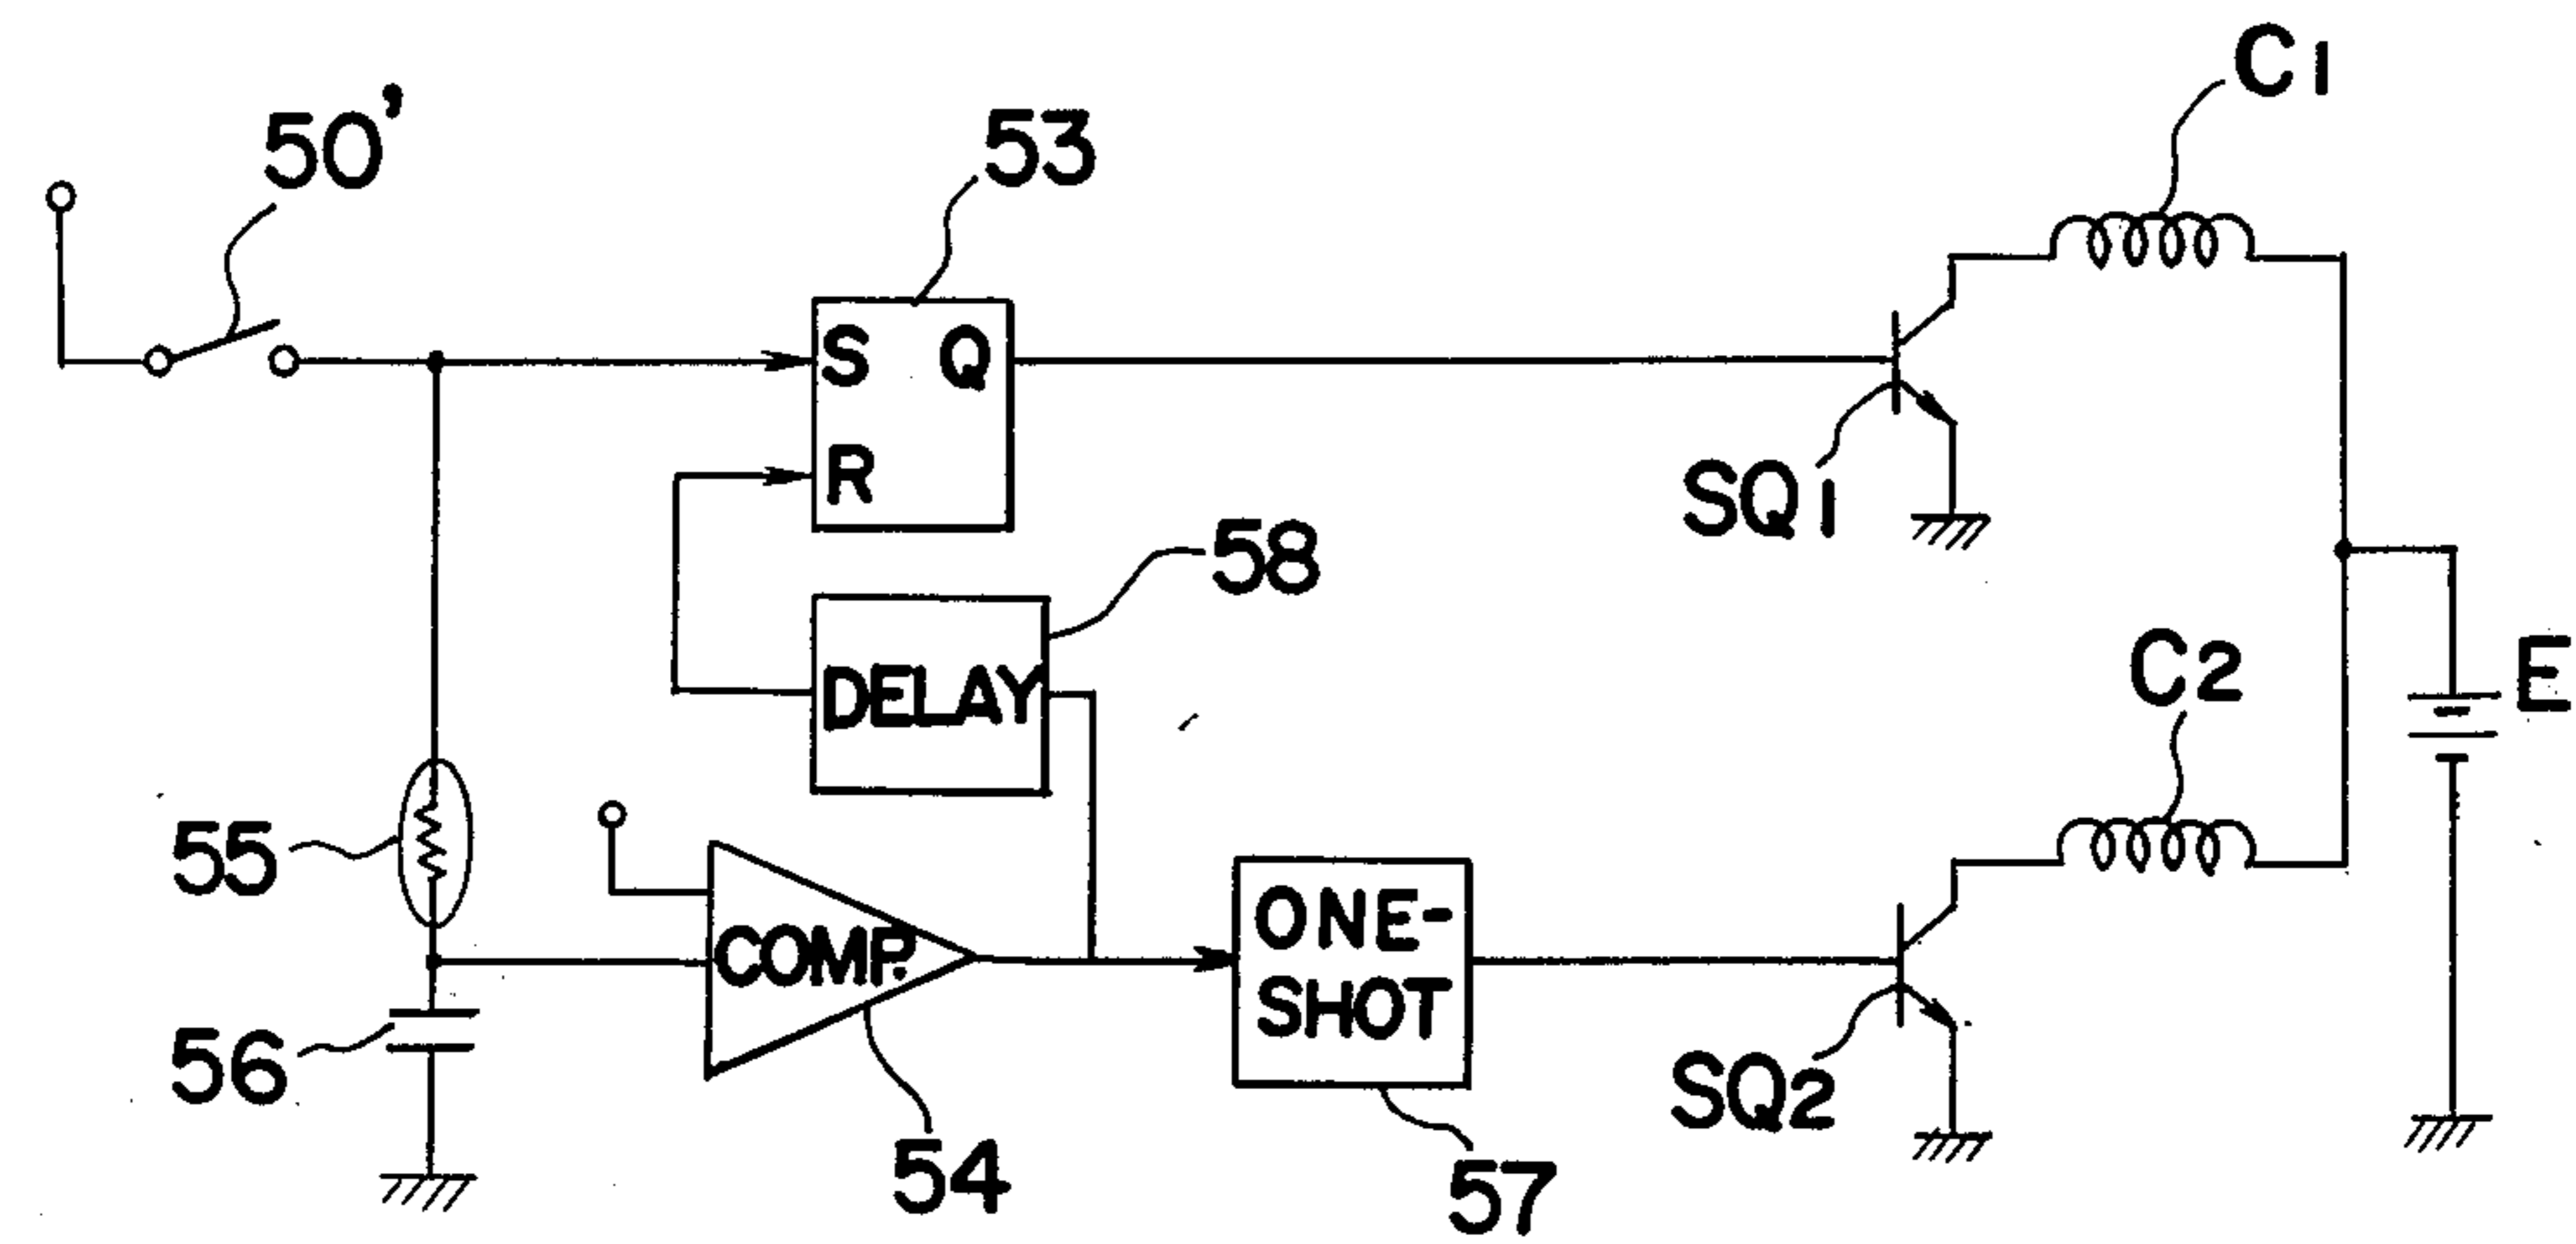 C1
50'
53
S Q
R
SQ1
58
DELAY
C2
E
55
COMP.
ONE-
SHOT
56
SQ2
54
57